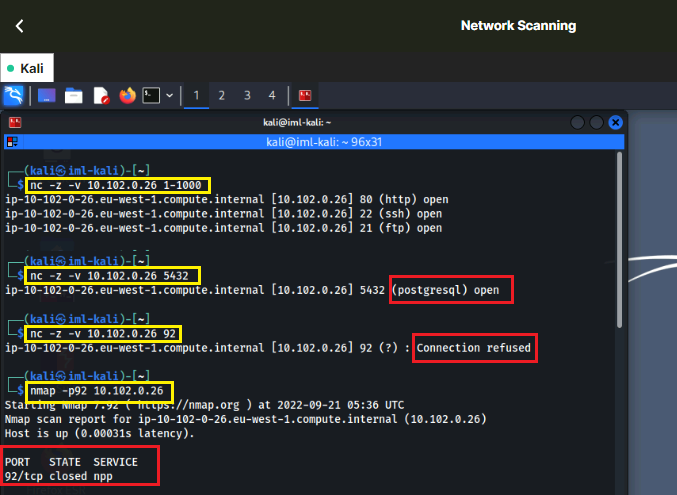 Network Scanning
Kali
1 2 3 4
kali@iml-kali: ~
kali@iml-kali: ~ 96x31
(kali㉿iml-kali)-[~]
$ nc -z -v 10.102.0.26 1-1000
ip-10-102-0-26.eu-west-1.compute.internal [10.102.0.26] 80 (http) open
ip-10-102-0-26.eu-west-1.compute.internal [10.102.0.26] 22 (ssh) open
ip-10-102-0-26.eu-west-1.compute.internal [10.102.0.26] 21 (ftp) open
(kali㉿iml-kali)-[~]
$ nc -z -v 10.102.0.26 5432
ip-10-102-0-26.eu-west-1.compute.internal [10.102.0.26] 5432 (postgresql) open
(kali㉿iml-kali)-[~]
$ nc -z -v 10.102.0.26 92
ip-10-102-0-26.eu-west-1.compute.internal [10.102.0.26] 92 (?) : Connection refused
(kali㉿iml-kali)-[~]
$ nmap -p92 10.102.0.26
Starting Nmap 7.92 ( https://nmap.org ) at 2022-09-21 05:36 UTC
Nmap scan report for ip-10-102-0-26.eu-west-1.compute.internal (10.102.0.26)
Host is up (0.00031s latency).
PORT STATE SERVICE
92/tcp closed npp